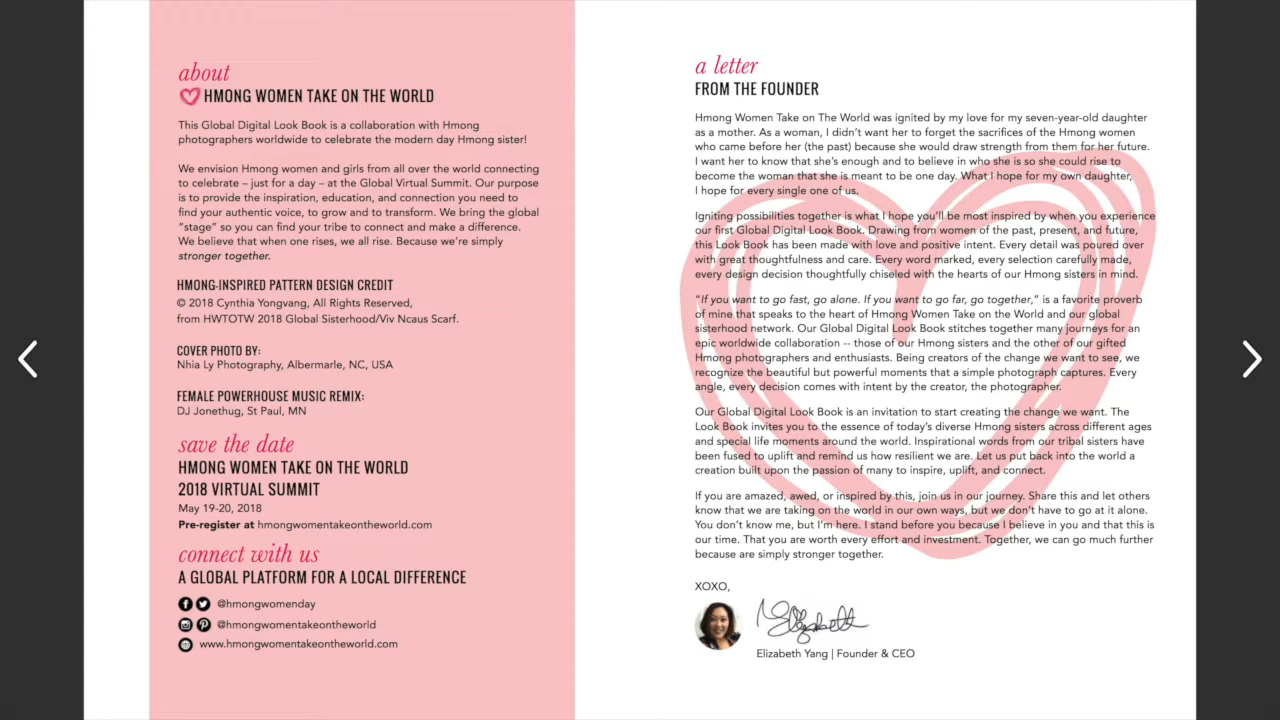 about
HMONG WOMEN TAKE ON THE WORLD
This Global Digital Look Book is a collaboration with Hmong
photographers worldwide to celebrate the modern day Hmong sister!
We envision Hmong women and girls from all over the world connecting
to celebrate – just for a day – at the Global Virtual Summit. Our purpose
is to provide the inspiration, education, and connection you need to
find your authentic voice, to grow and to transform. We bring the global
“stage” so you can find your tribe to connect and make a difference.
We believe that when one rises, we all rise. Because we’re simply
stronger together.
HMONG-INSPIRED PATTERN DESIGN CREDIT
© 2018 Cynthia Yongvang, All Rights Reserved,
from HWTOTW 2018 Global Sisterhood/Viv Ncaus Scarf.
COVER PHOTO BY:
Nhia Ly Photography, Albermarle, NC, USA
FEMALE POWERHOUSE MUSIC REMIX:
DJ Jonethug, St Paul, MN
save the date
HMONG WOMEN TAKE ON THE WORLD
2018 VIRTUAL SUMMIT
May 19-20, 2018
Pre-register at hmongwomentakeontheworld.com
connect with us
A GLOBAL PLATFORM FOR A LOCAL DIFFERENCE
@hmongwomenday
@hmongwomentakeontheworld
www.hmongwomentakeontheworld.com
a letter
FROM THE FOUNDER
Hmong Women Take on The World was ignited by my love for my seven-year-old daughter
as a mother. As a woman, I didn’t want her to forget the sacrifices of the Hmong women
who came before her (the past) because she would draw strength from them for her future.
I want her to know that she’s enough and to believe in who she is so she could rise to
become the woman that she is meant to be one day. What I hope for my own daughter,
I hope for every single one of us.
Igniting possibilities together is what I hope you’ll be most inspired by when you experience
our first Global Digital Look Book. Drawing from women of the past, present, and future,
this Look Book has been made with love and positive intent. Every detail was poured over
with great thoughtfulness and care. Every word marked, every selection carefully made,
every design decision thoughtfully chiseled with the hearts of our Hmong sisters in mind.
“If you want to go fast, go alone. If you want to go far, go together,” is a favorite proverb
of mine that speaks to the heart of Hmong Women Take on the World and our global
sisterhood network. Our Global Digital Look Book stitches together many journeys for an
epic worldwide collaboration -- those of our Hmong sisters and the other of our gifted
Hmong photographers and enthusiasts. Being creators of the change we want to see, we
recognize the beautiful but powerful moments that a simple photograph captures. Every
angle, every decision comes with intent by the creator, the photographer.
Our Global Digital Look Book is an invitation to start creating the change we want. The
Look Book invites you to the essence of today’s diverse Hmong sisters across different ages
and special life moments around the world. Inspirational words from our tribal sisters have
been fused to uplift and remind us how resilient we are. Let us put back into the world a
creation built upon the passion of many to inspire, uplift, and connect.
If you are amazed, awed, or inspired by this, join us in our journey. Share this and let others
know that we are taking on the world in our own ways, but we don’t have to go at it alone.
You don’t know me, but I’m here. I stand before you because I believe in you and that this is
our time. That you are worth every effort and investment. Together, we can go much further
because are simply stronger together.
XOXO,
Elizabeth
Elizabeth Yang | Founder & CEO